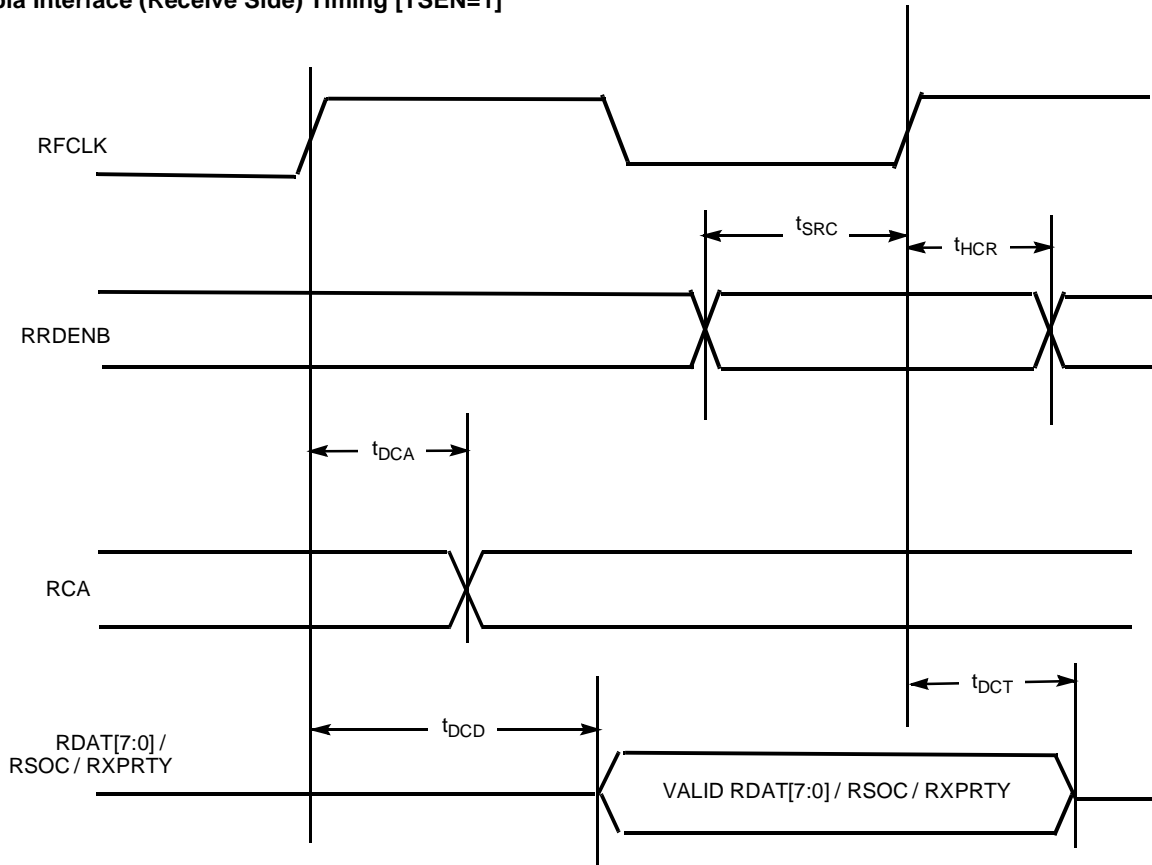 Interface (Receive Side) Timing [TSEN=1]
RFCLK
tSRC
tHCR
RRDENB
tDCA
RCA
tDCT
tDCD
RDAT[7:0] /
RSOC / RXPRTY
VALID RDAT[7:0] / RSOC / RXPRTY